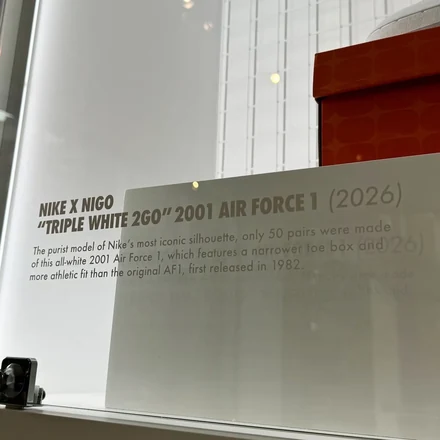 NIKE X NIGO
“TRIPLE WHITE 2GO” 2001 AIR FORCE 1 (2026)
The purist model of Nike’s most iconic silhouette, only 50 pairs were made
of this all-white 2001 Air Force 1, which features a narrower toe box and
more athletic fit than the original AF1, first released in 1982.